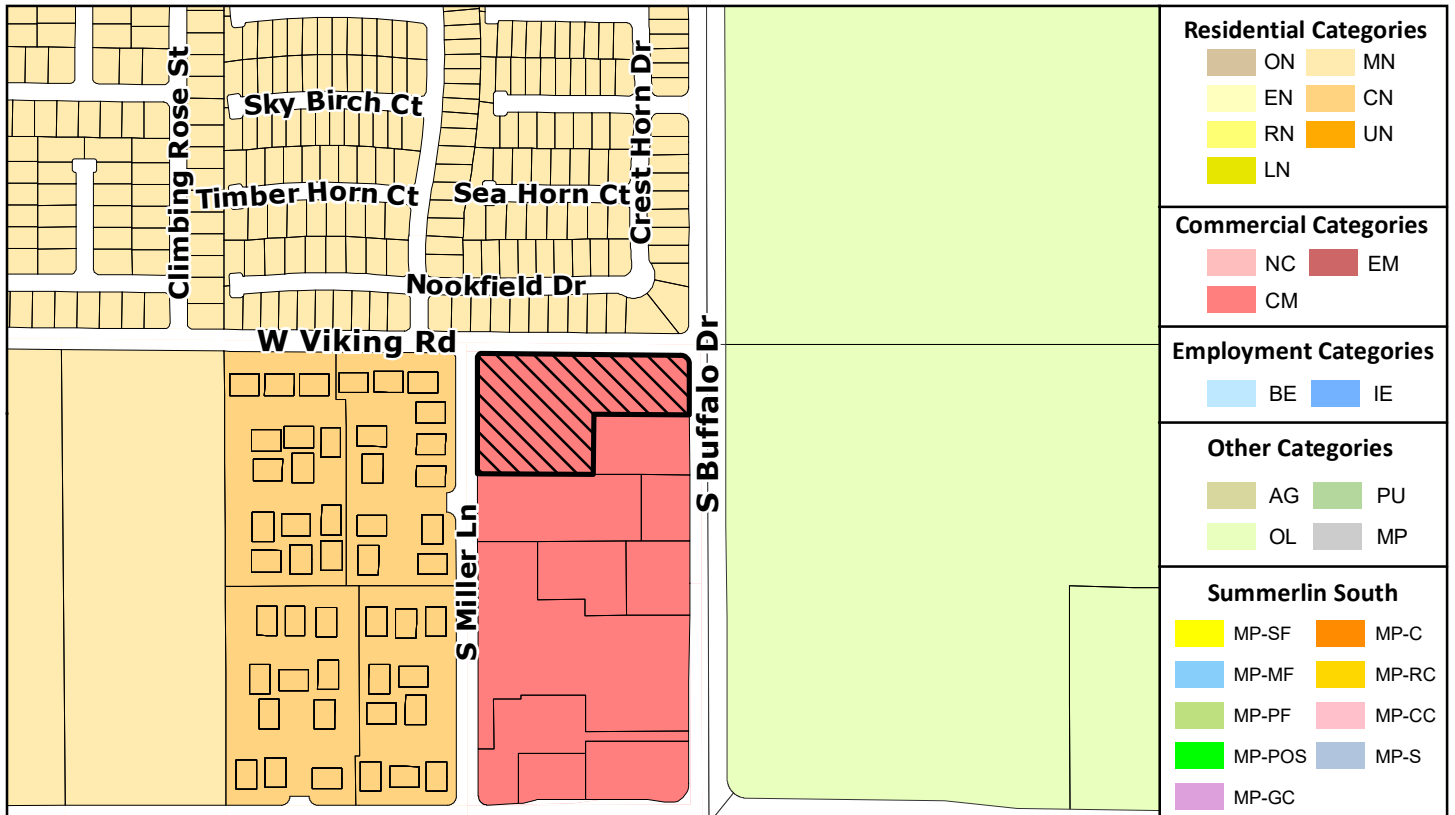 Climbing Rose St
Sky Birch Ct
Timber Horn Ct
Sea Horn Ct
Crest Horn Dr
Nookfield Dr
W Viking Rd
S Buffalo Dr
S Miller Ln
Residential Categories
ON MN
EN CN
RN UN
LN
Commercial Categories
NC EM
CM
Employment Categories
BE IE
Other Categories
AG PU
OL MP
Summerlin South
MP-SF MP-C
MP-MF MP-RC
MP-PF MP-CC
MP-POS MP-S
MP-GC